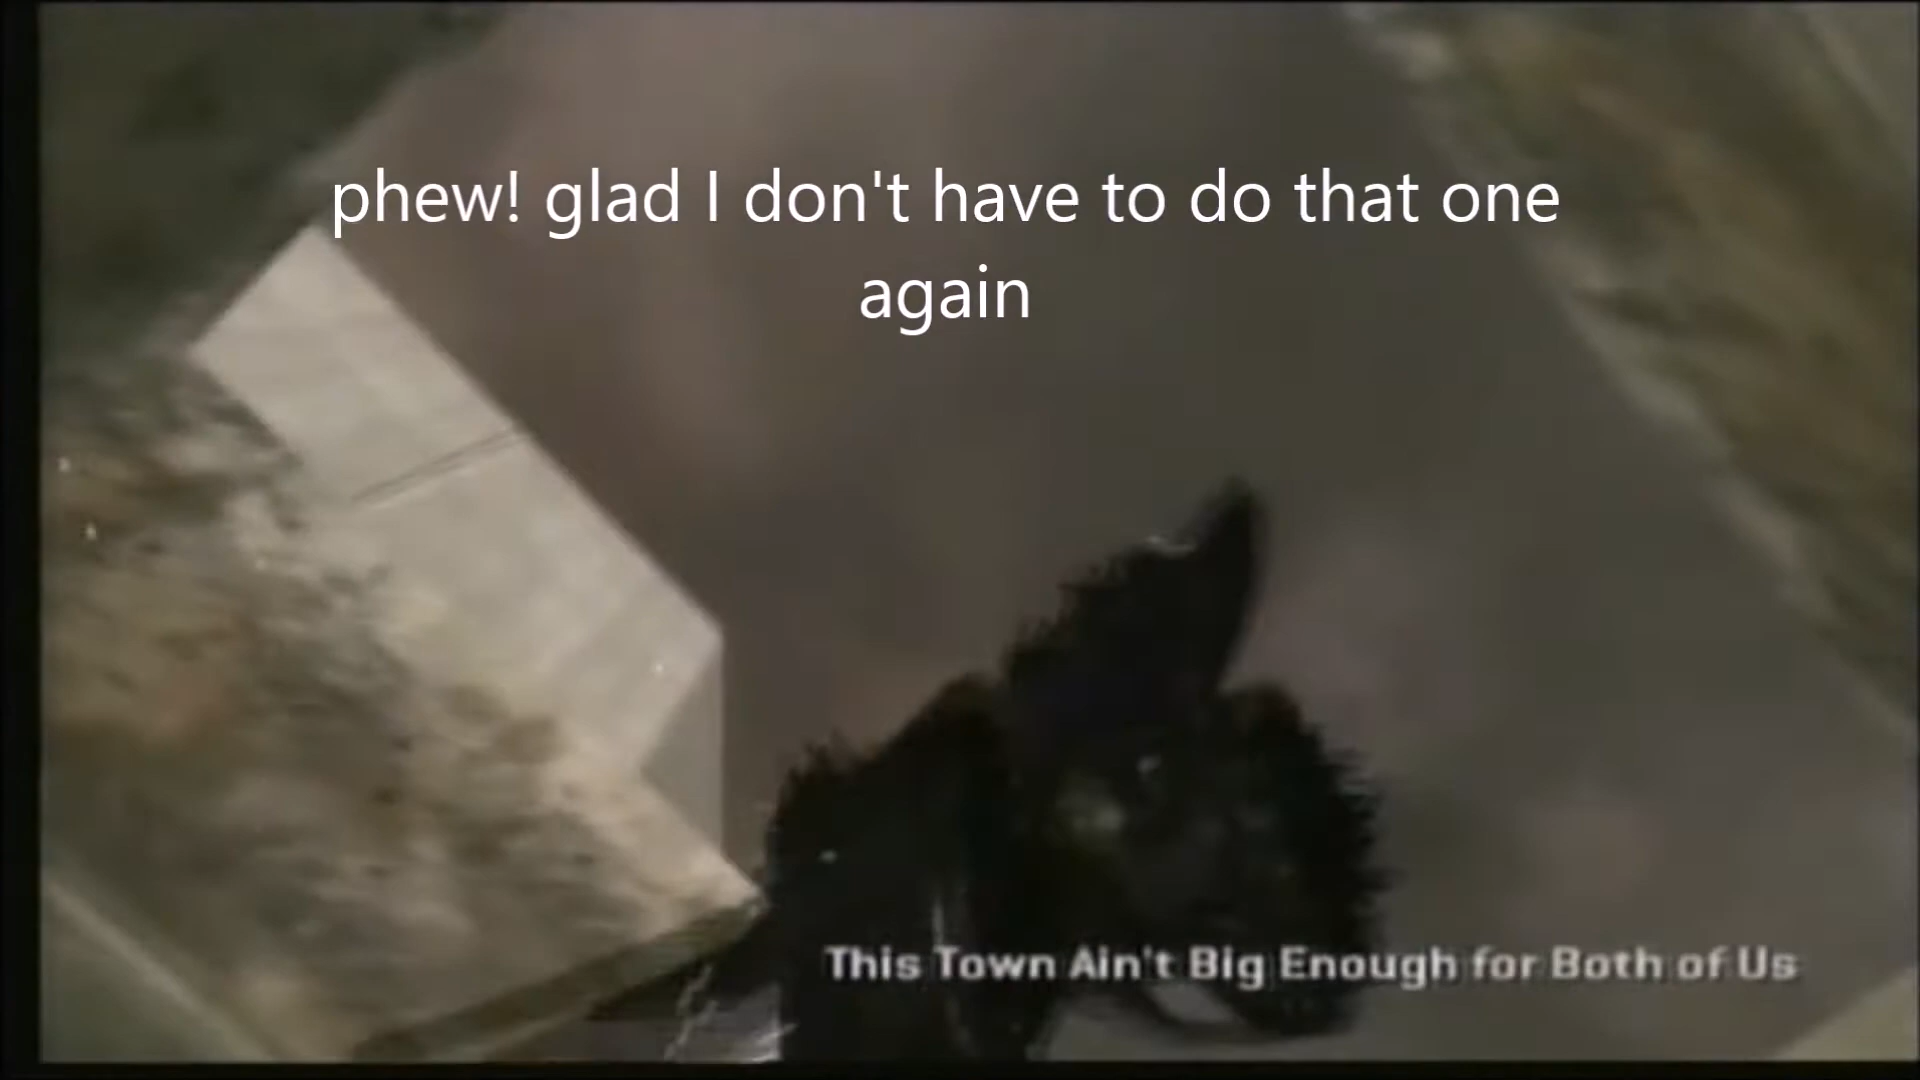 phew! glad I don't have to do that one
again
This Town Ain't Big Enough for Both of Us